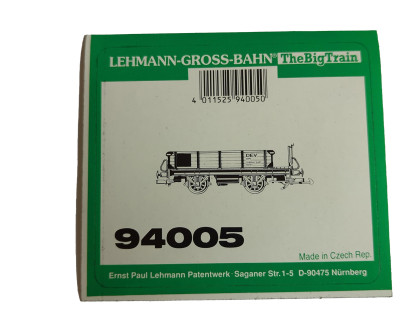 LEHMANN-GROSS-BAHN® TheBigTrain
4 011525 940050
DEV
94005
Made in Czech Rep.
Ernst Paul Lehmann Patentwerk · Saganer Str. 1-5 D-90475 Nürnberg